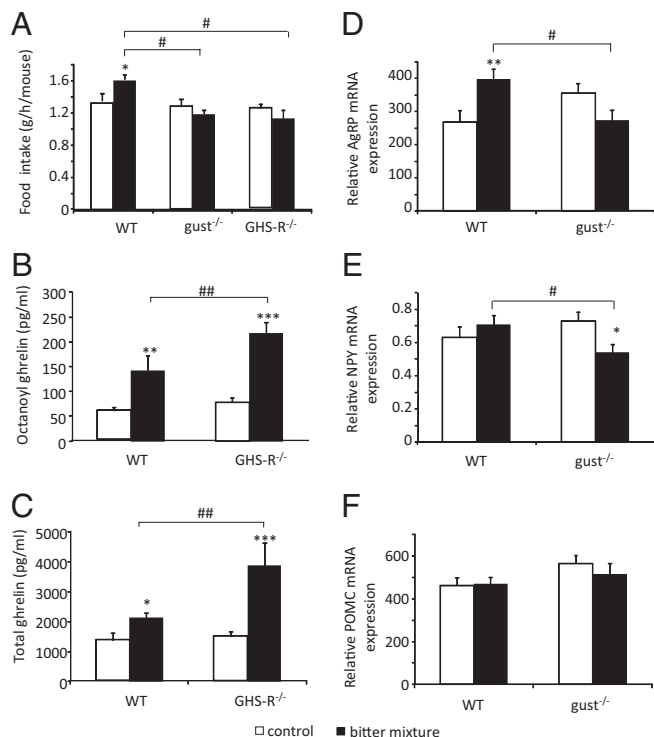 A
Food intake (g/h/mouse)
1.6
1.2
0.8
0.4
0
#
#
*
WT
gust-/-
GHS-R-/-
B
Octanoyl ghrelin (pg/ml)
250
200
150
100
50
0
##
**
***
WT
GHS-R-/-
C
Total ghrelin (pg/ml)
5000
4000
3000
2000
1000
0
##
*
***
WT
GHS-R-/-
D
Relative AgRP mRNA
expression
400
300
200
100
0
#
**
WT
gust-/-
E
Relative NPY mRNA
expression
0.8
0.6
0.4
0.2
0
#
*
WT
gust-/-
F
Relative POMC mRNA
expression
600
400
200
0
WT
gust-/-
control
bitter mixture